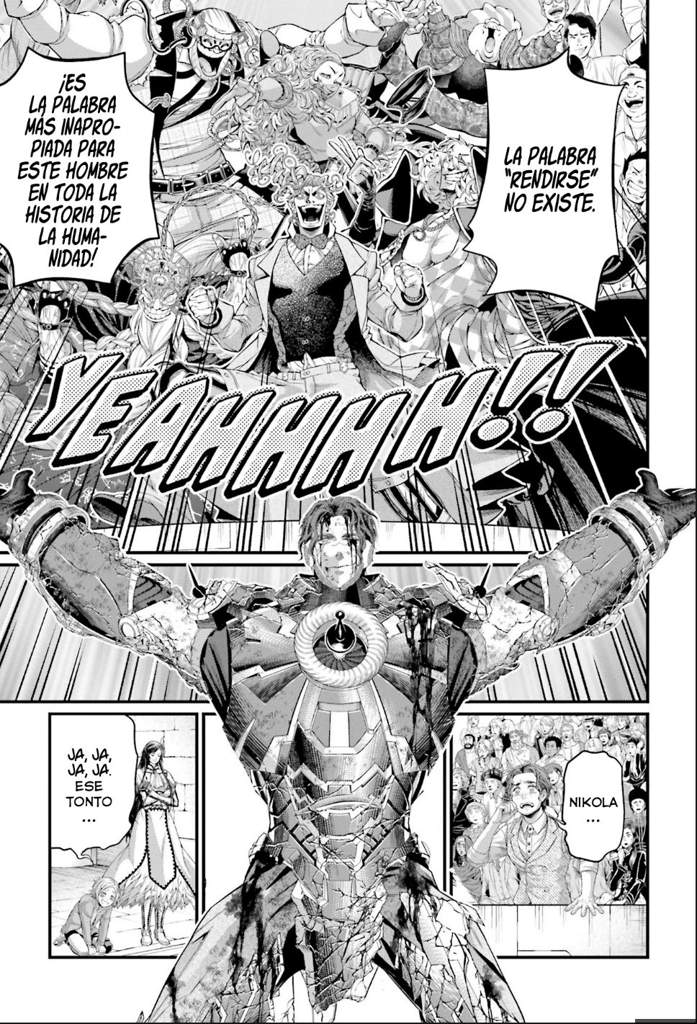 LA PALABRA
"RENDIRSE"
NO EXISTE.
¡ES
LA PALABRA
MÁS INAPRO-
PIADA PARA
ESTE HOMBRE
EN TODA LA
HISTORIA DE
LA HUMA-
NIDAD!
YEAHHHH!!
NIKOLA
...
JA, JA,
JA, JA.
ESE
TONTO
...